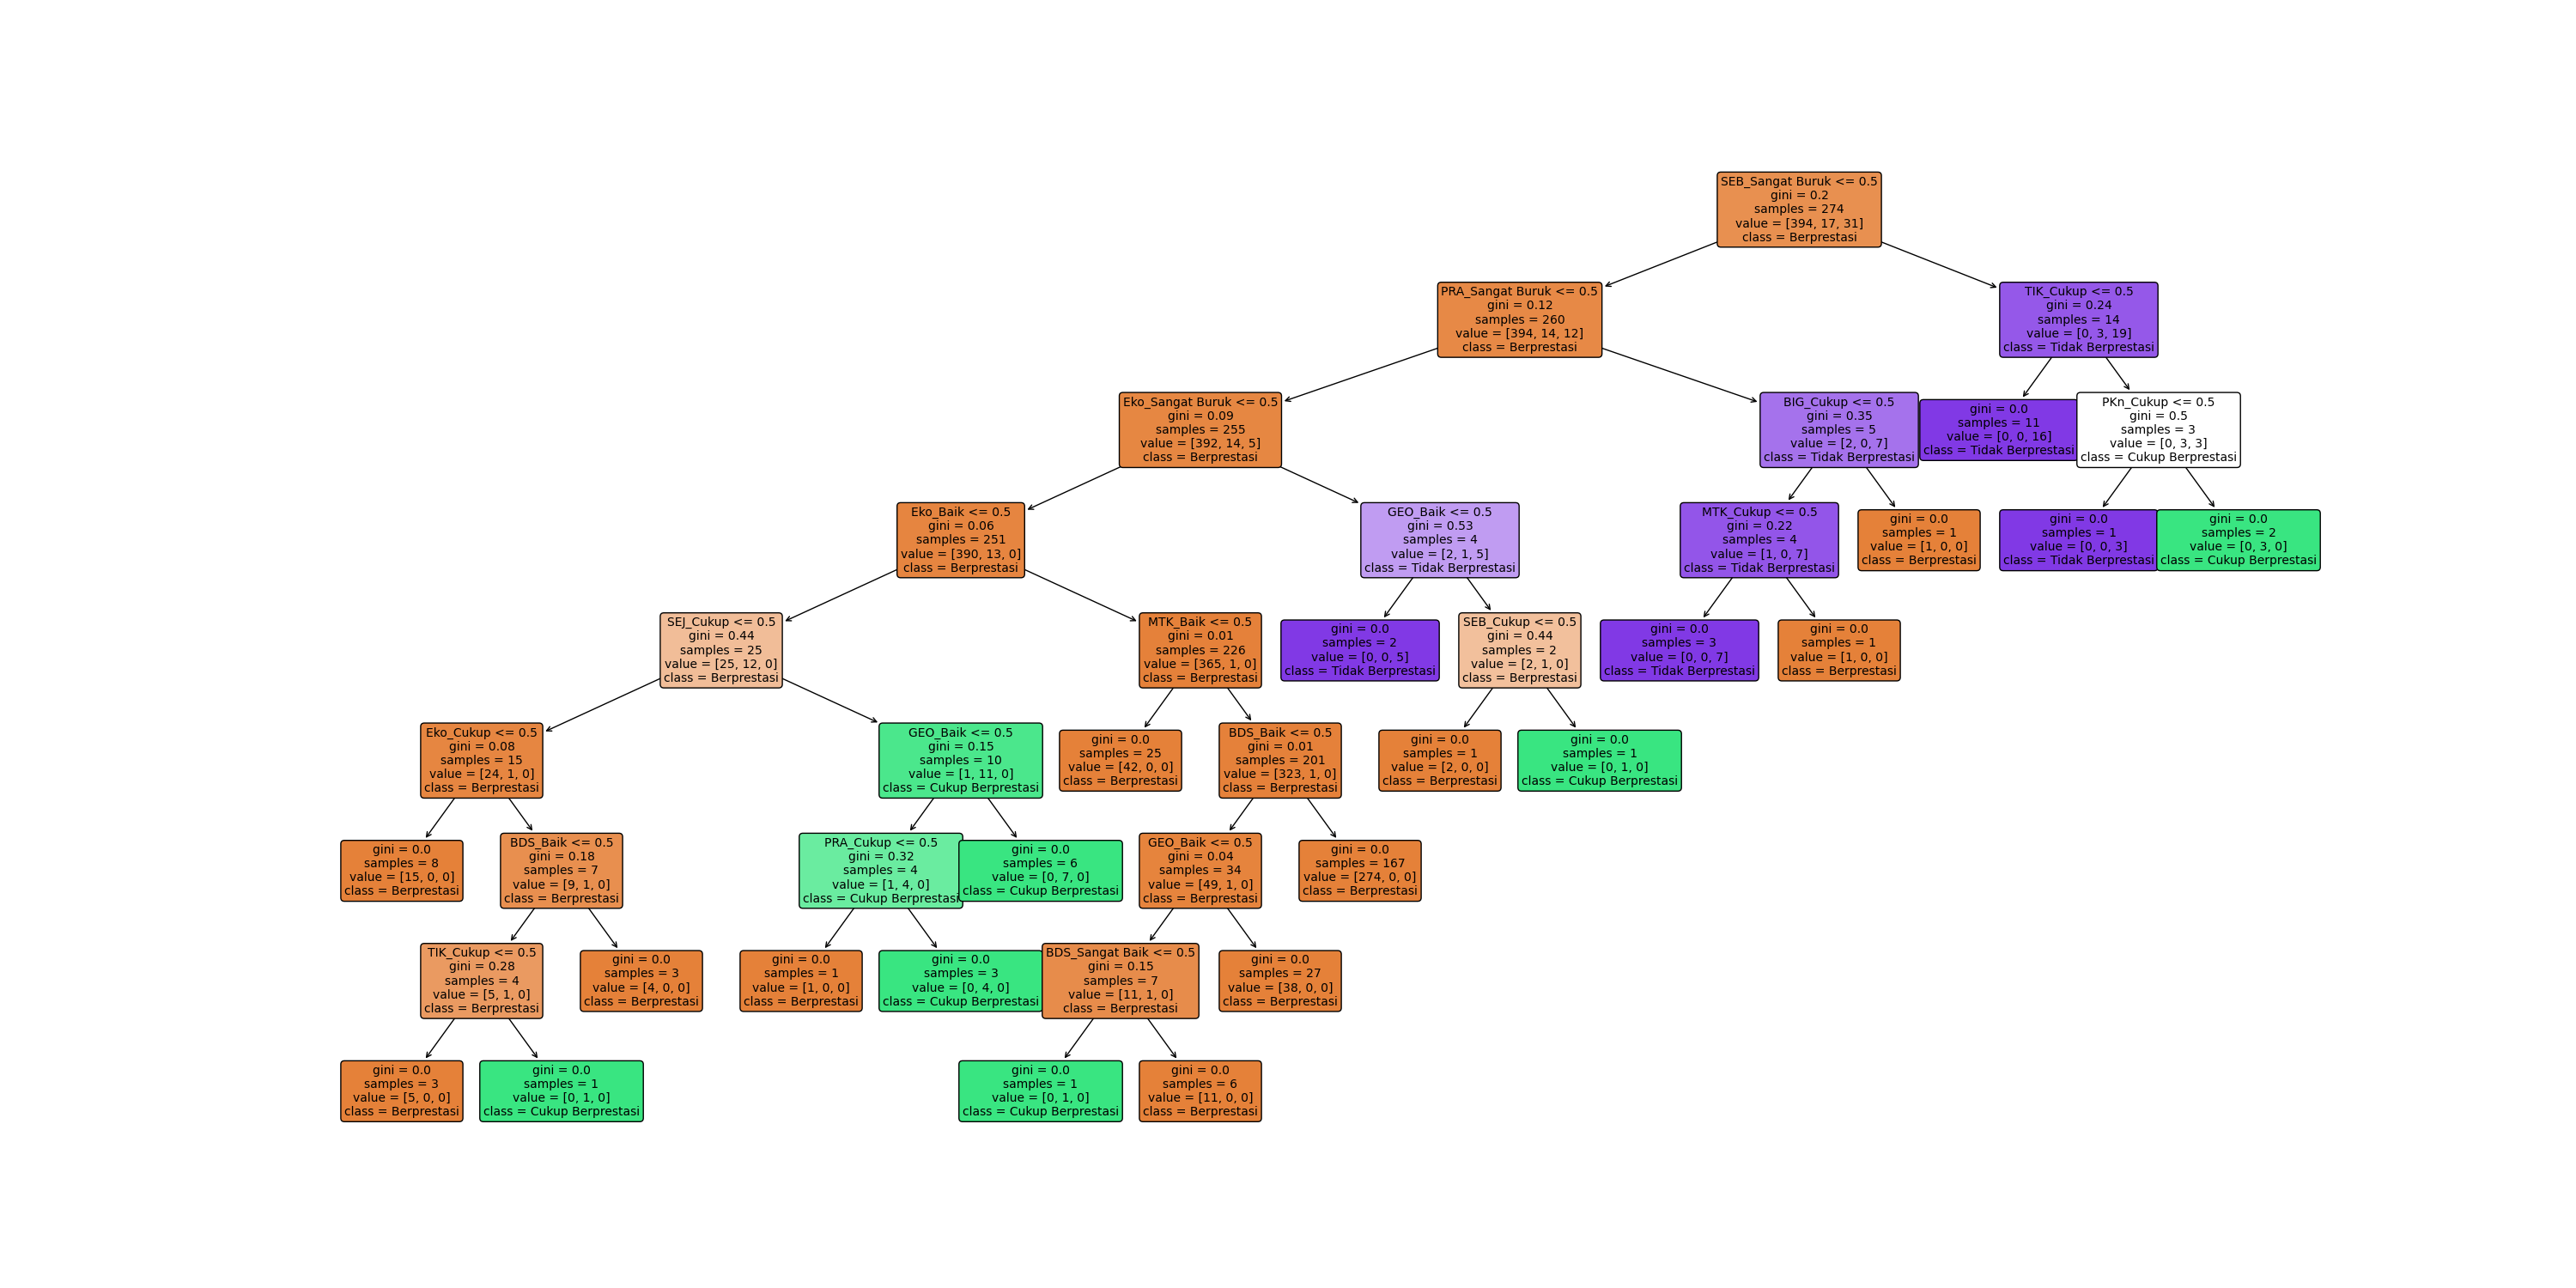 SEB_Sangat Buruk <= 0.5
gini = 0.2
samples = 274
value = [394, 17, 31]
class = Berprestasi
PRA_Sangat Buruk <= 0.5
gini = 0.12
samples = 260
value = [394, 14, 12]
class = Berprestasi
TIK_Cukup <= 0.5
gini = 0.24
samples = 14
value = [0, 3, 19]
class = Tidak Berprestasi
Eko_Sangat Buruk <= 0.5
gini = 0.09
samples = 255
value = [392, 14, 5]
class = Berprestasi
BIG_Cukup <= 0.5
gini = 0.35
samples = 5
value = [2, 0, 7]
class = Tidak Berprestasi
gini = 0.0
samples = 11
value = [0, 0, 16]
class = Tidak Berprestasi
PKn_Cukup <= 0.5
gini = 0.5
samples = 3
value = [0, 3, 3]
class = Cukup Berprestasi
Eko_Baik <= 0.5
gini = 0.06
samples = 251
value = [390, 13, 0]
class = Berprestasi
GEO_Baik <= 0.5
gini = 0.53
samples = 4
value = [2, 1, 5]
class = Tidak Berprestasi
MTK_Cukup <= 0.5
gini = 0.22
samples = 4
value = [1, 0, 7]
class = Tidak Berprestasi
gini = 0.0
samples = 1
value = [1, 0, 0]
class = Berprestasi
gini = 0.0
samples = 1
value = [0, 0, 3]
class = Tidak Berprestasi
gini = 0.0
samples = 2
value = [0, 3, 0]
class = Cukup Berprestasi
SEJ_Cukup <= 0.5
gini = 0.44
samples = 25
value = [25, 12, 0]
class = Berprestasi
MTK_Baik <= 0.5
gini = 0.01
samples = 226
value = [365, 1, 0]
class = Berprestasi
gini = 0.0
samples = 2
value = [0, 0, 5]
class = Tidak Berprestasi
SEB_Cukup <= 0.5
gini = 0.44
samples = 2
value = [2, 1, 0]
class = Berprestasi
gini = 0.0
samples = 3
value = [0, 0, 7]
class = Tidak Berprestasi
gini = 0.0
samples = 1
value = [1, 0, 0]
class = Berprestasi
Eko_Cukup <= 0.5
gini = 0.08
samples = 15
value = [24, 1, 0]
class = Berprestasi
GEO_Baik <= 0.5
gini = 0.15
samples = 10
value = [1, 11, 0]
class = Cukup Berprestasi
gini = 0.0
samples = 25
value = [42, 0, 0]
class = Berprestasi
BDS_Baik <= 0.5
gini = 0.01
samples = 201
value = [323, 1, 0]
class = Berprestasi
gini = 0.0
samples = 1
value = [2, 0, 0]
class = Berprestasi
gini = 0.0
samples = 1
value = [0, 1, 0]
class = Cukup Berprestasi
gini = 0.0
samples = 8
value = [15, 0, 0]
class = Berprestasi
BDS_Baik <= 0.5
gini = 0.18
samples = 7
value = [9, 1, 0]
class = Berprestasi
PRA_Cukup <= 0.5
gini = 0.32
samples = 4
value = [1, 4, 0]
class = Cukup Berprestasi
gini = 0.0
samples = 6
value = [0, 7, 0]
class = Cukup Berprestasi
GEO_Baik <= 0.5
gini = 0.04
samples = 34
value = [49, 1, 0]
class = Berprestasi
gini = 0.0
samples = 167
value = [274, 0, 0]
class = Berprestasi
TIK_Cukup <= 0.5
gini = 0.28
samples = 4
value = [5, 1, 0]
class = Berprestasi
gini = 0.0
samples = 3
value = [4, 0, 0]
class = Berprestasi
gini = 0.0
samples = 1
value = [1, 0, 0]
class = Berprestasi
gini = 0.0
samples = 3
value = [0, 4, 0]
class = Cukup Berprestasi
BDS_Sangat Baik <= 0.5
gini = 0.15
samples = 7
value = [11, 1, 0]
class = Berprestasi
gini = 0.0
samples = 27
value = [38, 0, 0]
class = Berprestasi
gini = 0.0
samples = 3
value = [5, 0, 0]
class = Berprestasi
gini = 0.0
samples = 1
value = [0, 1, 0]
class = Cukup Berprestasi
gini = 0.0
samples = 1
value = [0, 1, 0]
class = Cukup Berprestasi
gini = 0.0
samples = 6
value = [11, 0, 0]
class = Berprestasi